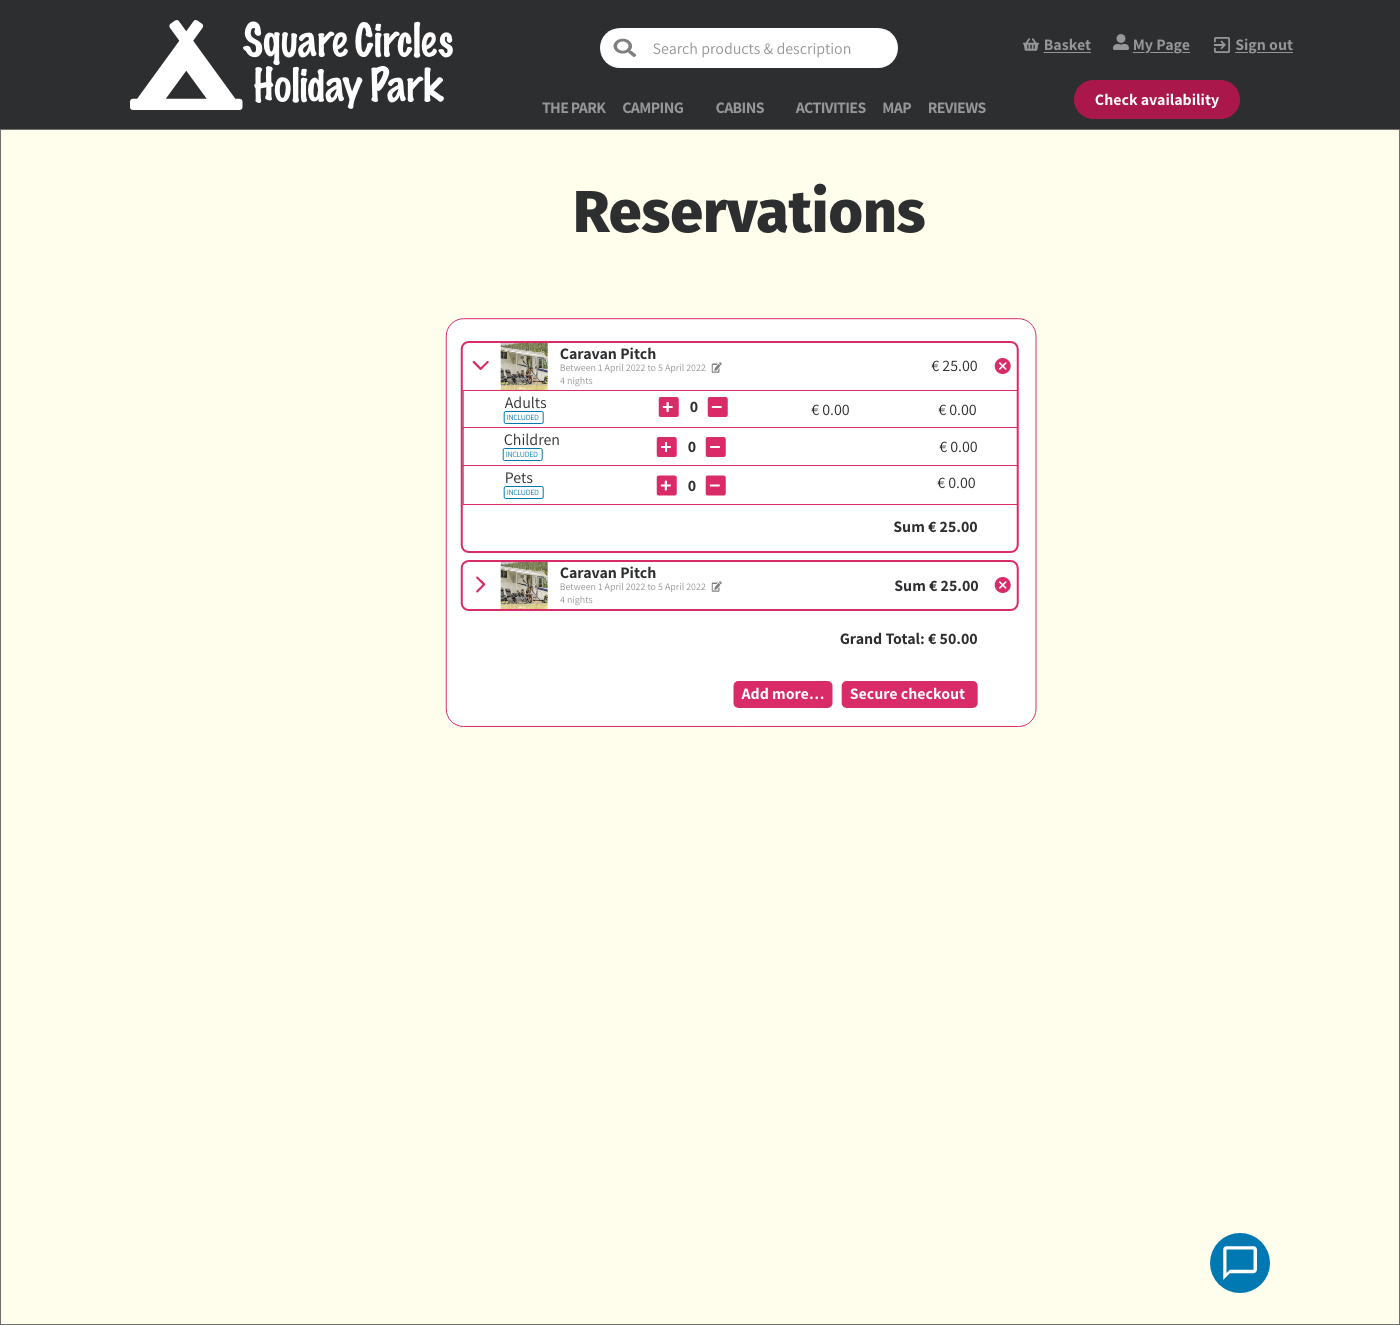 Square Circles
Holiday Park
Search products & description
Basket My Page Sign out
THE PARK CAMPING CABINS ACTIVITIES MAP REVIEWS
Check availability
Reservations
Caravan Pitch
Between 1 April 2022 to 5 April 2022
4 nights
€ 25.00
Adults
INCLUDED
0
€ 0.00
€ 0.00
Children
INCLUDED
0
€ 0.00
Pets
INCLUDED
0
€ 0.00
Sum € 25.00
Caravan Pitch
Between 1 April 2022 to 5 April 2022
4 nights
Sum € 25.00
Grand Total: € 50.00
Add more... Secure checkout